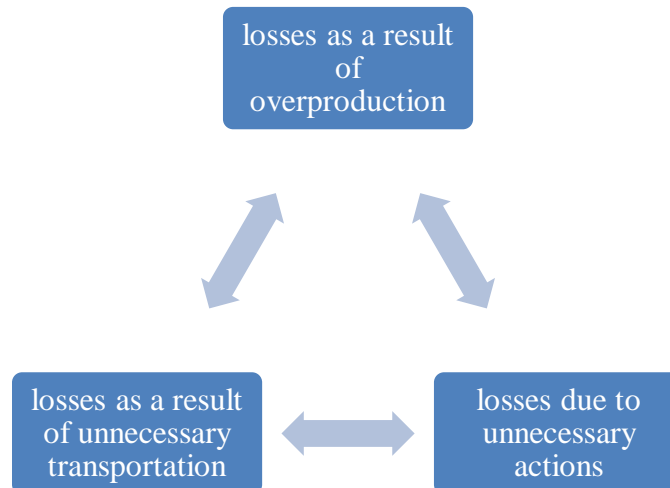 losses as a result
of
overproduction
losses as a result
of unnecessary
transportation
losses due to
unnecessary
actions